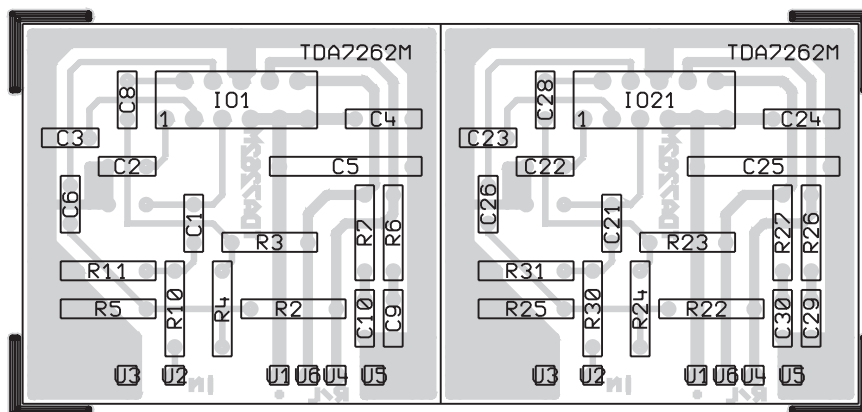 TDA7262M TDA7262M
C8 IO1 C28 IO21
1 C4 1 C24
C3 C23
C2 C5 C22 C25
C6 C1 R7 R6 C26 C21 R27 R26
R3 R23
R11 R31
R5 R10 R4 R2 C10 C9 R25 R30 R24 R22 C30 C29
U3 U2 U1 U6 U4 U5 U3 U2 U1 U6 U4 U5
In R/L In R/L